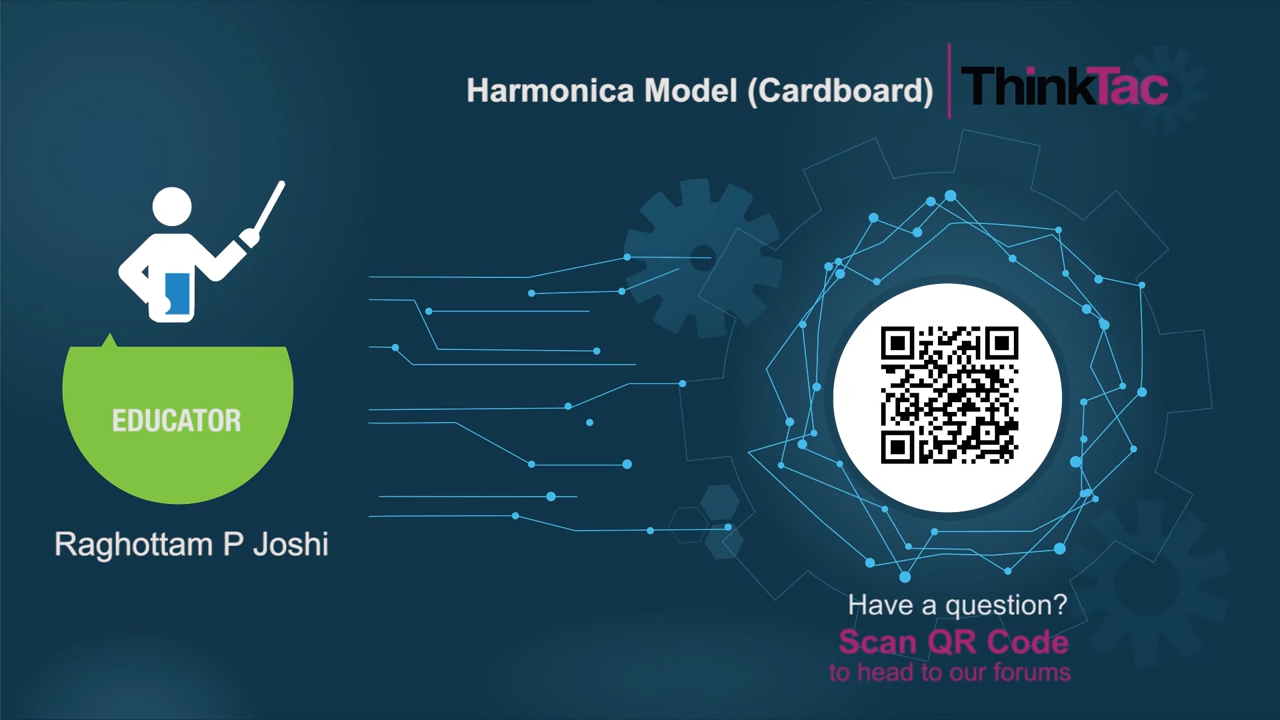 Harmonica Model (Cardboard)
ThinkTac
EDUCATOR
Raghottam P Joshi
Have a question?
Scan QR Code
to head to our forums